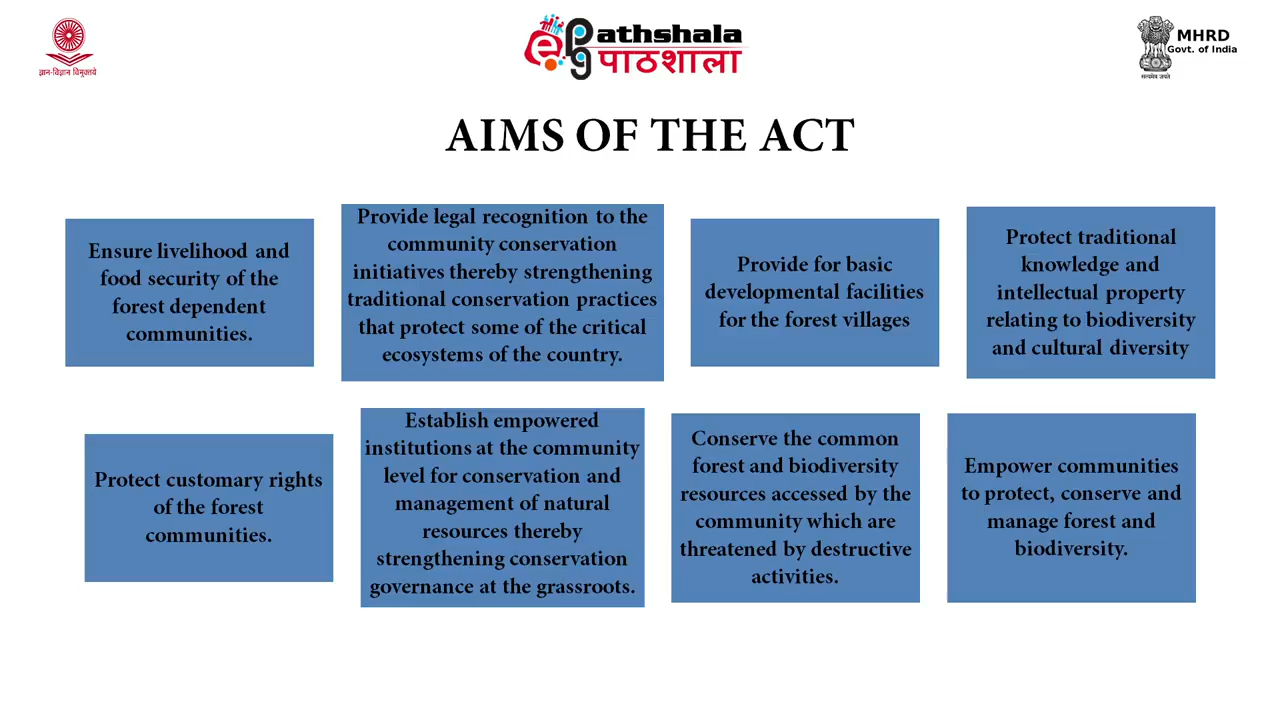 ज्ञान-विज्ञान विमुक्तये
e Pg athshala
पाठशाला
MHRD
Govt. of India
सत्यमेव जयते
AIMS OF THE ACT
Ensure livelihood and
food security of the
forest dependent
communities.
Provide legal recognition to the
community conservation
initiatives thereby strengthening
traditional conservation practices
that protect some of the critical
ecosystems of the country.
Provide for basic
developmental facilities
for the forest villages
Protect traditional
knowledge and
intellectual property
relating to biodiversity
and cultural diversity
Protect customary rights
of the forest
communities.
Establish empowered
institutions at the community
level for conservation and
management of natural
resources thereby
strengthening conservation
governance at the grassroots.
Conserve the common
forest and biodiversity
resources accessed by the
community which are
threatened by destructive
activities.
Empower communities
to protect, conserve and
manage forest and
biodiversity.